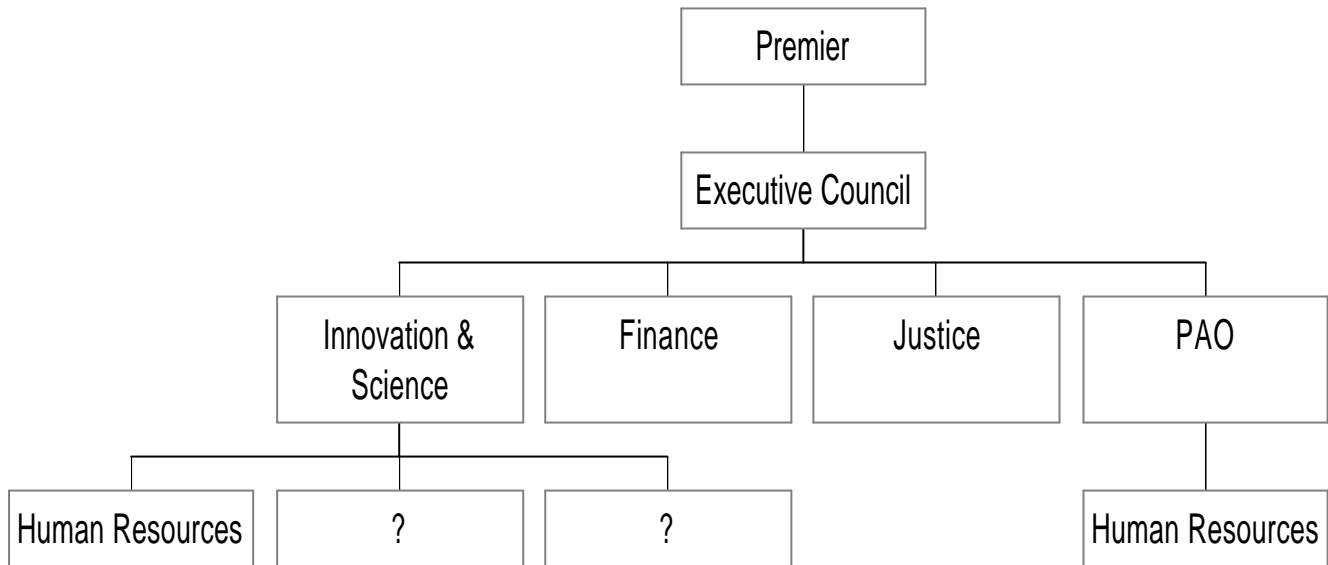 Premier
Executive Council
Innovation &
Science
Finance
Justice
PAO
Human Resources
?
?
Human Resources